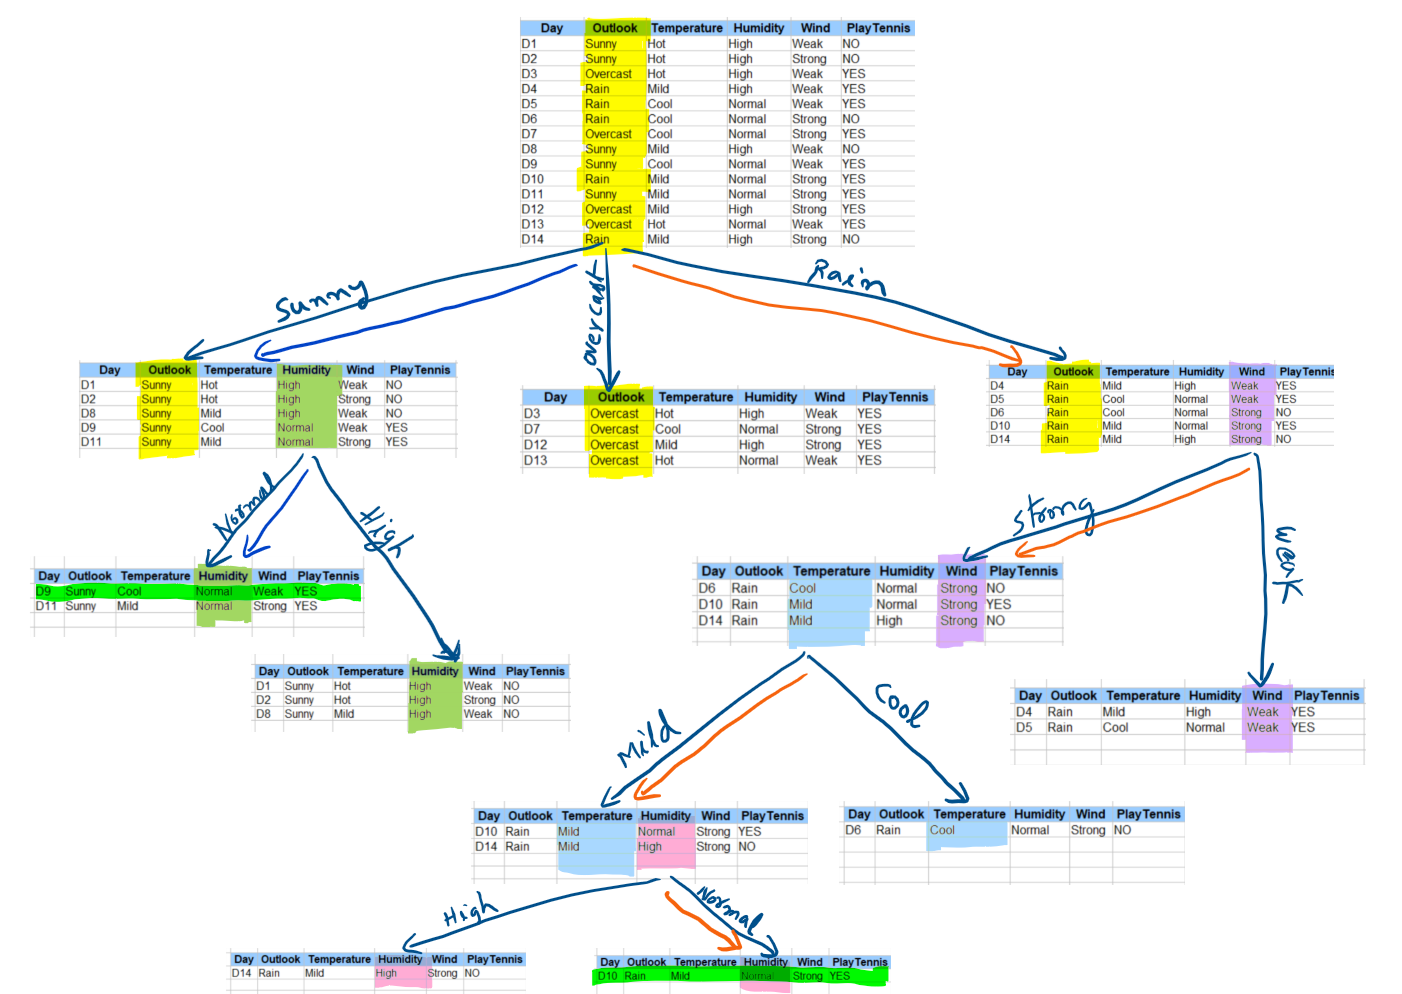 Day Outlook Temperature Humidity Wind PlayTennis
D1 Sunny Hot High Weak NO
D2 Sunny Hot High Strong NO
D3 Overcast Hot High Weak YES
D4 Rain Mild High Weak YES
D5 Rain Cool Normal Weak YES
D6 Rain Cool Normal Strong NO
D7 Overcast Cool Normal Strong YES
D8 Sunny Mild High Weak NO
D9 Sunny Cool Normal Weak YES
D10 Rain Mild Normal Strong YES
D11 Sunny Mild Normal Strong YES
D12 Overcast Mild High Strong YES
D13 Overcast Hot Normal Weak YES
D14 Rain Mild High Strong NO
Sunny
overcast
Rain
Day Outlook Temperature Humidity Wind PlayTennis
D1 Sunny Hot High Weak NO
D2 Sunny Hot High Strong NO
D8 Sunny Mild High Weak NO
D9 Sunny Cool Normal Weak YES
D11 Sunny Mild Normal Strong YES
Day Outlook Temperature Humidity Wind PlayTennis
D3 Overcast Hot High Weak YES
D7 Overcast Cool Normal Strong YES
D12 Overcast Mild High Strong YES
D13 Overcast Hot Normal Weak YES
Day Outlook Temperature Humidity Wind PlayTennis
D4 Rain Mild High Weak YES
D5 Rain Cool Normal Weak YES
D6 Rain Cool Normal Strong NO
D10 Rain Mild Normal Strong YES
D14 Rain Mild High Strong NO
Normal
High
Strong
weak
Day Outlook Temperature Humidity Wind PlayTennis
D9 Sunny Cool Normal Weak YES
D11 Sunny Mild Normal Strong YES
Day Outlook Temperature Humidity Wind PlayTennis
D6 Rain Cool Normal Strong NO
D10 Rain Mild Normal Strong YES
D14 Rain Mild High Strong NO
Day Outlook Temperature Humidity Wind PlayTennis
D1 Sunny Hot High Weak NO
D2 Sunny Hot High Strong NO
D8 Sunny Mild High Weak NO
Day Outlook Temperature Humidity Wind PlayTennis
D4 Rain Mild High Weak YES
D5 Rain Cool Normal Weak YES
Mild
Cool
Day Outlook Temperature Humidity Wind PlayTennis
D10 Rain Mild Normal Strong YES
D14 Rain Mild High Strong NO
Day Outlook Temperature Humidity Wind PlayTennis
D6 Rain Cool Normal Strong NO
High
Normal
Day Outlook Temperature Humidity Wind PlayTennis
D14 Rain Mild High Strong NO
Day Outlook Temperature Humidity Wind PlayTennis
D10 Rain Mild Normal Strong YES